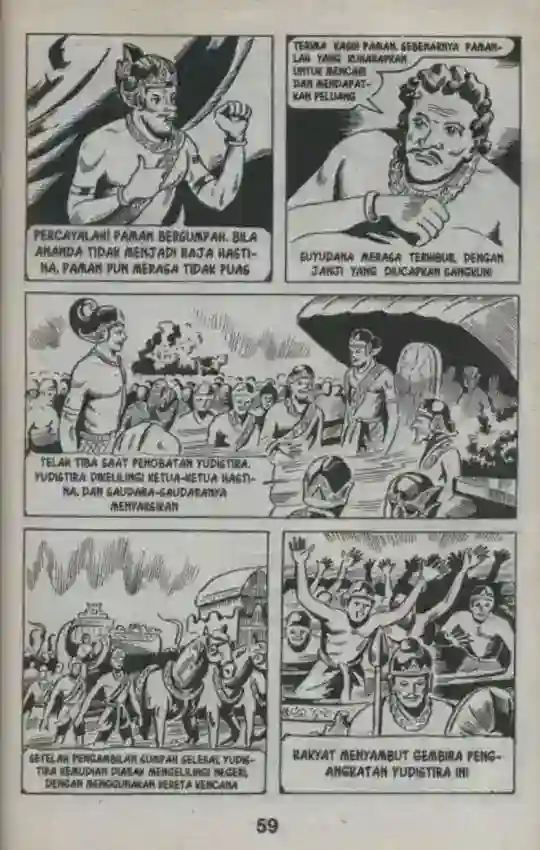 PERCAYALAH! PAMAN BERSUMPAH. BILA
ANANDA TIDAK MENJADI RAJA HASTI-
NA, PAMAN PUN MERASA TIDAK PUAS
TERIMA KASIH PAMAN. SEBENARNYA PAMAN-
LAH YANG KUHARAPKAN
UNTUK MENCARI
DAN MENDAPAT-
KAN PELUANG
SUYUDANA MERASA TERHIBUR, DENGAN
JANJI YANG DIUCAPKAN SANGKUNI
TELAH TIBA SAAT PENOBATAN YUDISTIRA.
YUDISTIRA DIKELILINGI KETUA-KETUA HASTI-
NA, DAN SAUDARA-SAUDARANYA
MENYAKSIKAN
SETELAH PENGAMBILAN SUMPAH SELESAI, YUDIS-
TIRA KEMUDIAN DIARAK MENGELILINGI NEGERI,
DENGAN MENGGUNAKAN KERETA KENCANA
RAKYAT MENYAMBUT GEMBIRA PENG-
ANGKATAN YUDISTIRA INI
59